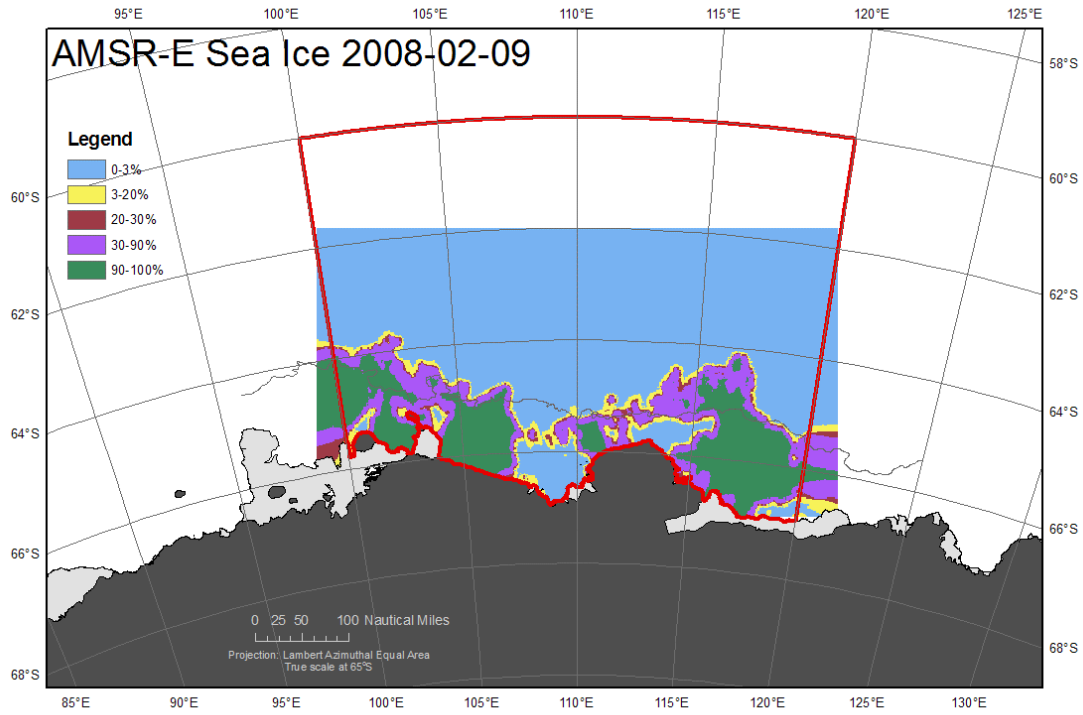 95°E 100°E 105°E 110°E 115°E 120°E 125°E
AMSR-E Sea Ice 2008-02-09
58°S
Legend
0-3%
60°S 60°S
3-20%
20-30%
30-90%
90-100%
62°S 62°S
64°S 64°S
66°S 66°S
0 25 50 100 Nautical Miles
Projection: Lambert Azimuthal Equal Area
True scale at 65°S
68°S 68°S
85°E 90°E 95°E 100°E 105°E 110°E 115°E 120°E 130°E